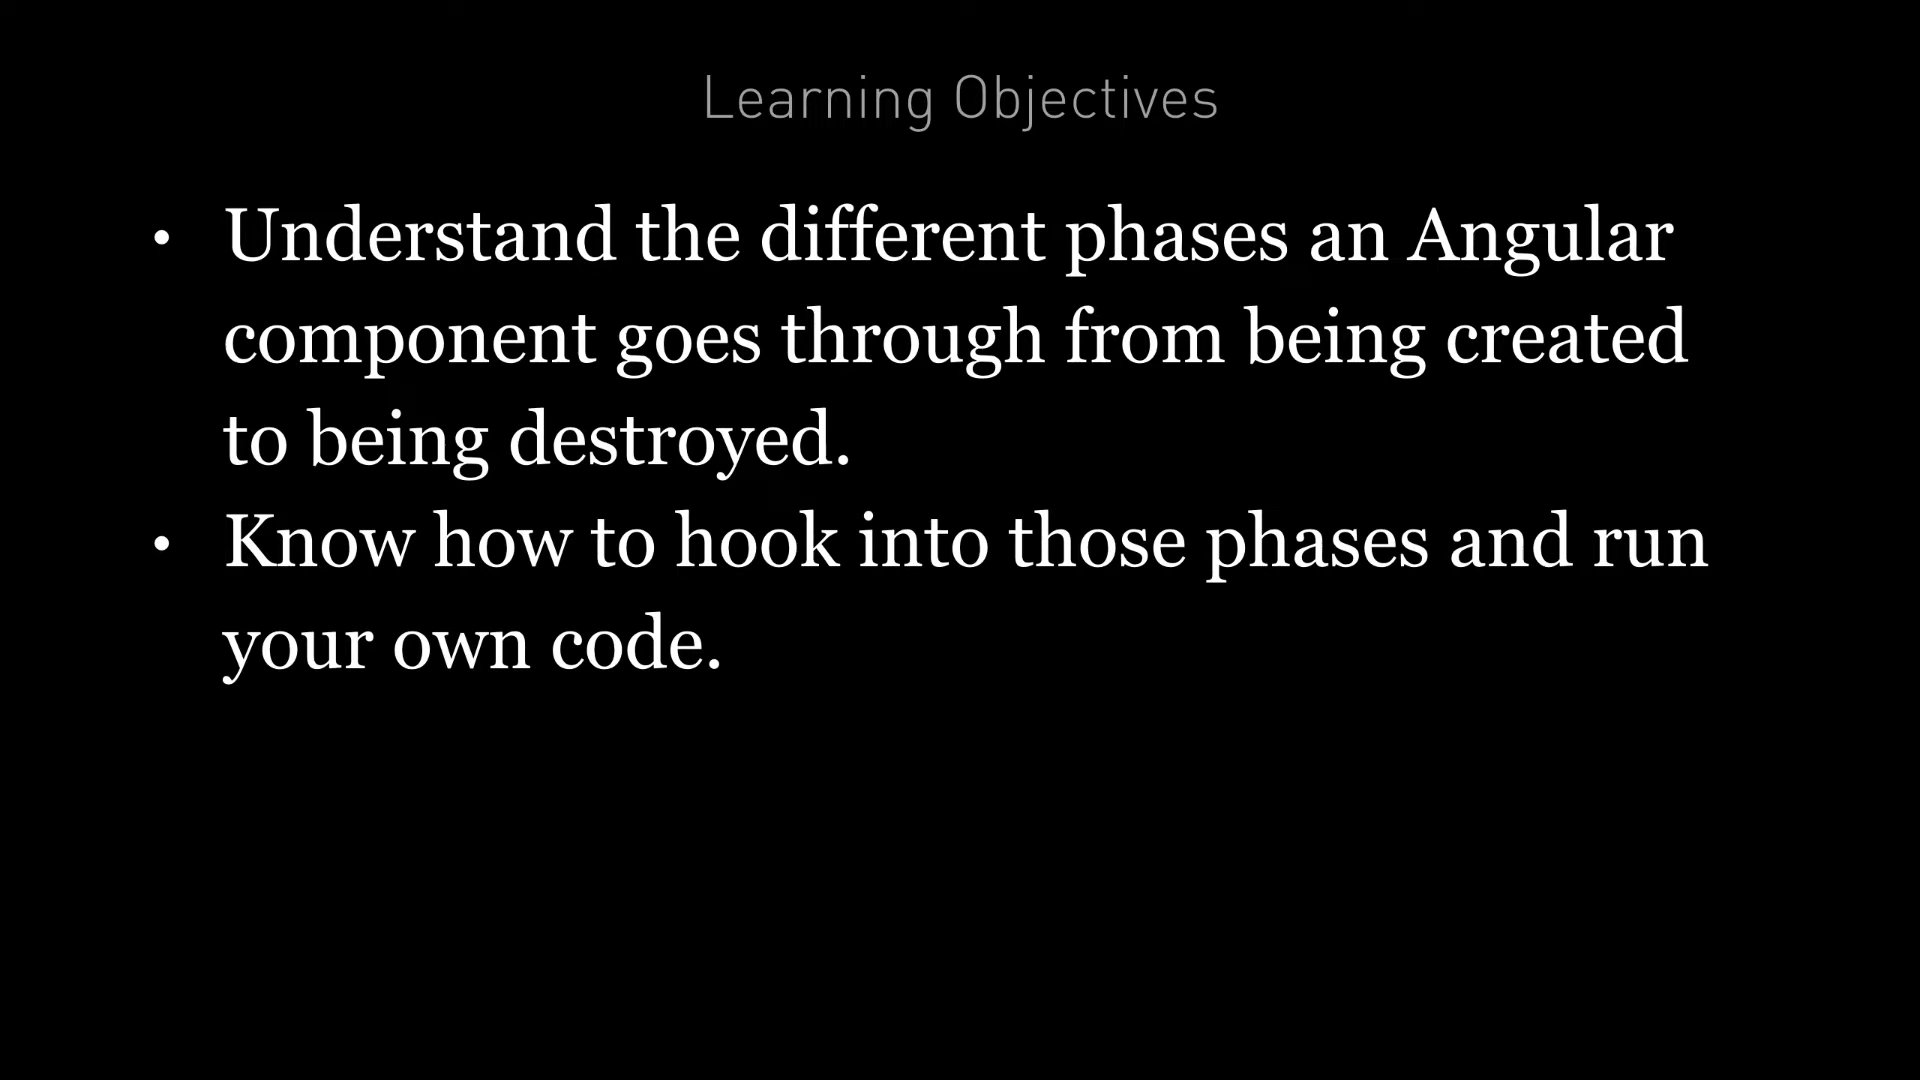 Learning Objectives
• Understand the different phases an Angular
component goes through from being created
to being destroyed.
• Know how to hook into those phases and run
your own code.